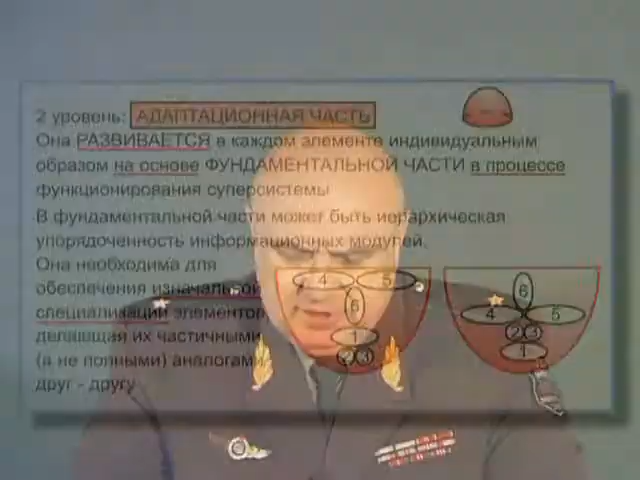 2 уровень: АДАПТАЦИОННАЯ ЧАСТЬ
Она РАЗВИВАЕТСЯ в каждом элементе индивидуальным
образом на основе ФУНДАМЕНТАЛЬНОЙ ЧАСТИ в процессе
функционирования суперсистемы
В фундаментальной части может быть иерархическая
упорядоченность информационных модулей.
Она необходима для
обеспечения изначальной
специализации элементов
делающая их частичными
(а не полными) аналогами
друг - другу
4 5
6
1
2 3
6
4 5
2 3
1